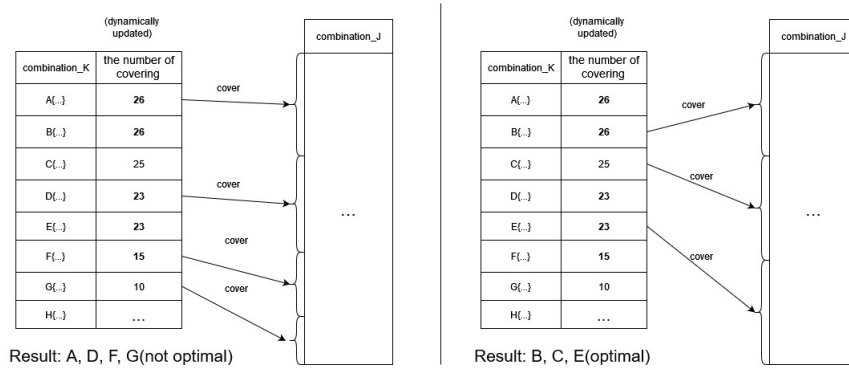 (dynamically
updated)
combination_K
the number of
covering
A{...}
26
B{...}
26
C{...}
25
D{...}
23
E{...}
23
F{...}
15
G{...}
10
H{...}
...
cover
cover
cover
cover
combination_J
...
Result: A, D, F, G(not optimal)
(dynamically
updated)
combination_K
the number of
covering
A{...}
26
B{...}
26
C{...}
25
D{...}
23
E{...}
23
F{...}
15
G{...}
10
H{...}
...
cover
cover
cover
combination_J
...
Result: B, C, E(optimal)